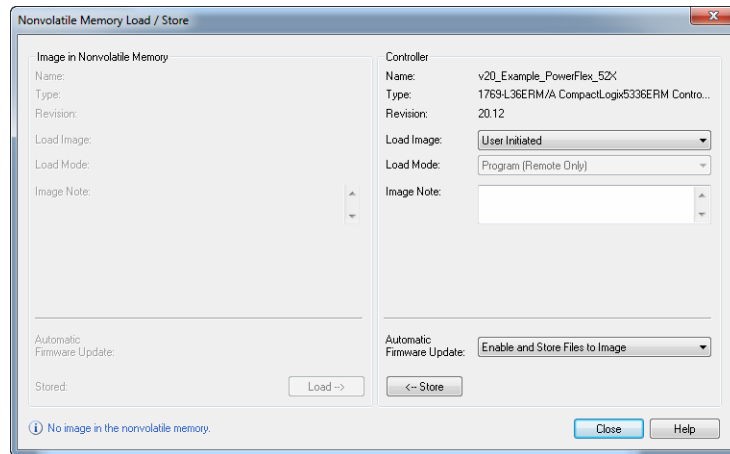 Nonvolatile Memory Load / Store
Image in Nonvolatile Memory
Name:
Type:
Revision:
Load Image:
Load Mode:
Image Note:
Automatic
Firmware Update:
Stored:
Load -->
Controller
Name: v20_Example_PowerFlex_52X
Type: 1769-L36ERM/A CompactLogix5336ERM Contro...
Revision: 20.12
Load Image: User Initiated
Load Mode: Program (Remote Only)
Image Note:
Automatic
Firmware Update: Enable and Store Files to Image
<-- Store
No image in the nonvolatile memory.
Close Help